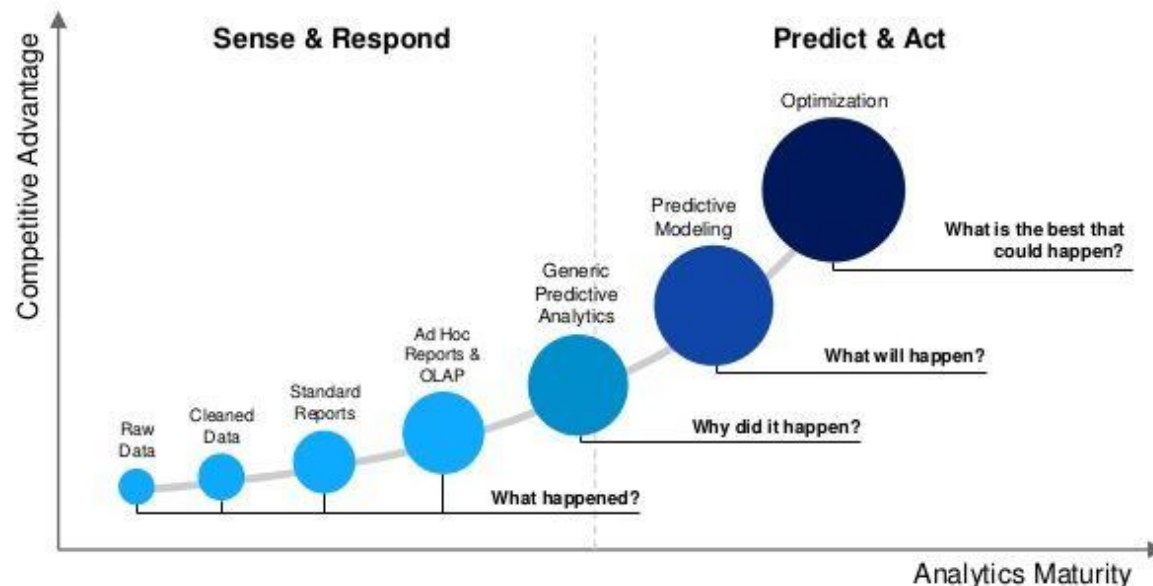 Sense & Respond
Predict & Act
Competitive Advantage
Optimization
Predictive
Modeling
What is the best that
could happen?
Generic
Predictive
Analytics
Ad Hoc
Reports &
OLAP
What will happen?
Standard
Reports
Cleaned
Data
Raw
Data
Why did it happen?
What happened?
Analytics Maturity